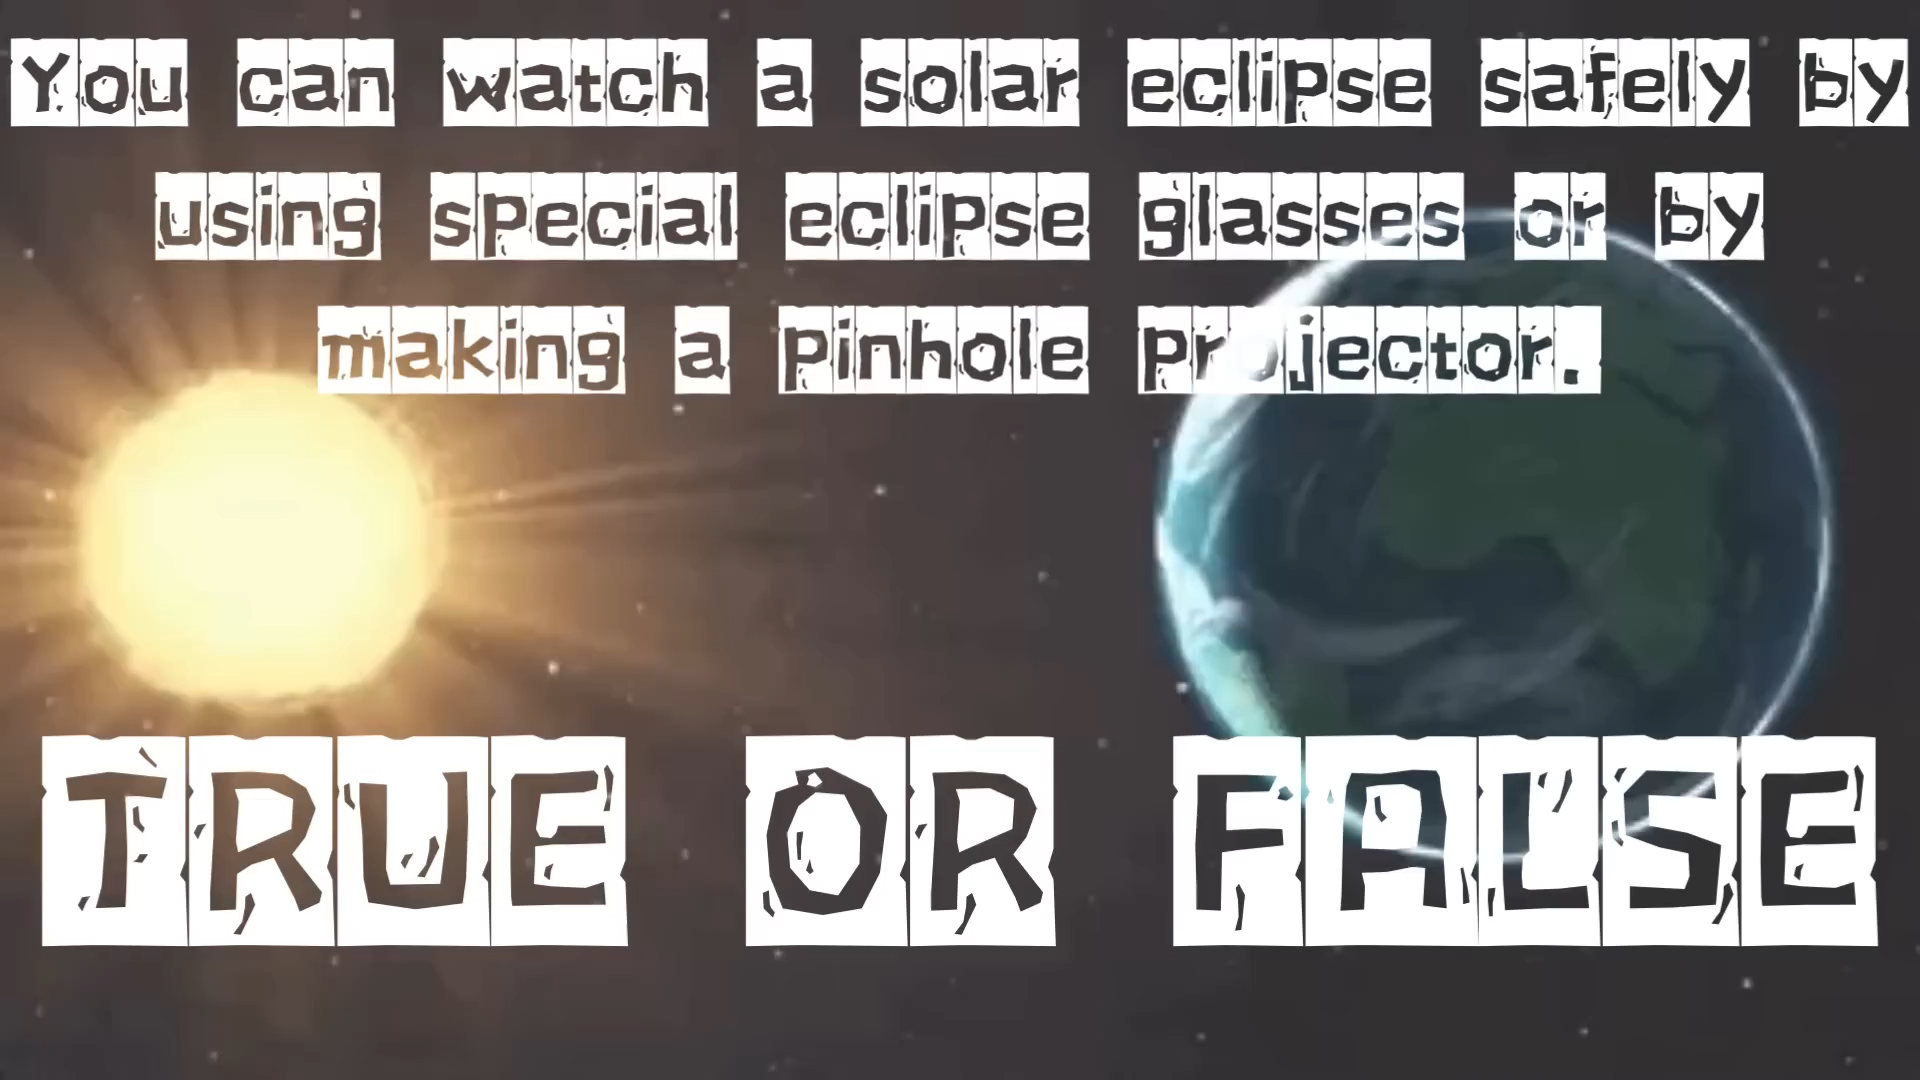 You can watch a solar eclipse safely by
using special eclipse glasses or by
making a pinhole projector.
TRUE OR FALSE